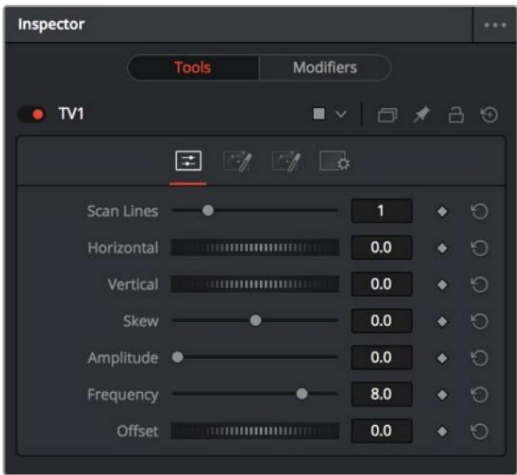 Inspector
Tools Modifiers
TV1
Scan Lines 1
Horizontal 0.0
Vertical 0.0
Skew 0.0
Amplitude 0.0
Frequency 8.0
Offset 0.0